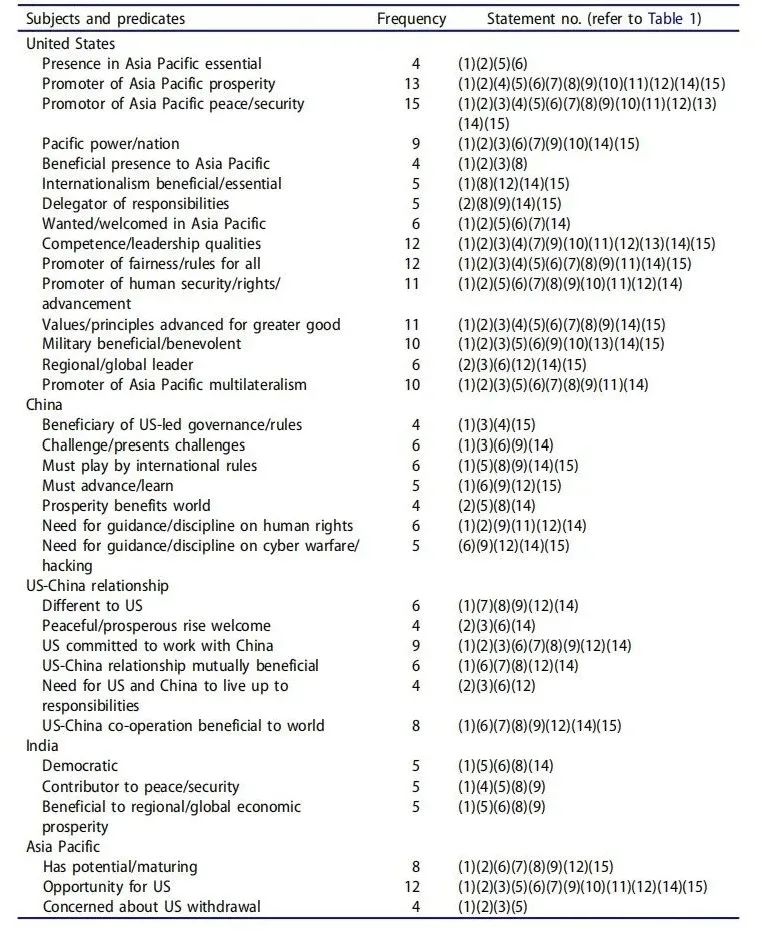 Subjects and predicates Frequency Statement no. (refer to Table 1)
United States
Presence in Asia Pacific essential 4 (1)(2)(5)(6)
Promoter of Asia Pacific prosperity 13 (1)(2)(4)(5)(6)(7)(8)(9)(10)(11)(12)(14)(15)
Promotor of Asia Pacific peace/security 15 (1)(2)(3)(4)(5)(6)(7)(8)(9)(10)(11)(12)(13)
(14)(15)
Pacific power/nation 9 (1)(2)(3)(6)(7)(9)(10)(14)(15)
Beneficial presence to Asia Pacific 4 (1)(2)(3)(8)
Internationalism beneficial/essential 5 (1)(8)(12)(14)(15)
Delegator of responsibilities 5 (2)(8)(9)(14)(15)
Wanted/welcomed in Asia Pacific 6 (1)(2)(5)(6)(7)(14)
Competence/leadership qualities 12 (1)(2)(3)(4)(7)(9)(10)(11)(12)(13)(14)(15)
Promoter of fairness/rules for all 12 (1)(2)(3)(4)(5)(6)(7)(8)(9)(11)(14)(15)
Promoter of human security/rights/ 11 (1)(2)(5)(6)(7)(8)(9)(10)(11)(12)(14)
advancement
Values/principles advanced for greater good 11 (1)(2)(3)(4)(5)(6)(7)(8)(9)(14)(15)
Military beneficial/benevolent 10 (1)(2)(3)(5)(6)(9)(10)(13)(14)(15)
Regional/global leader 6 (2)(3)(6)(12)(14)(15)
Promoter of Asia Pacific multilateralism 10 (1)(2)(3)(5)(6)(7)(8)(9)(11)(14)
China
Beneficiary of US-led governance/rules 4 (1)(3)(4)(15)
Challenge/presents challenges 6 (1)(3)(6)(9)(14)
Must play by international rules 6 (1)(5)(8)(9)(14)(15)
Must advance/learn 5 (1)(6)(9)(12)(15)
Prosperity benefits world 4 (2)(5)(8)(14)
Need for guidance/discipline on human rights 6 (1)(2)(9)(11)(12)(14)
Need for guidance/discipline on cyber warfare/ 5 (6)(9)(12)(14)(15)
hacking
US-China relationship
Different to US 6 (1)(7)(8)(9)(12)(14)
Peaceful/prosperous rise welcome 4 (2)(3)(6)(14)
US committed to work with China 9 (1)(2)(3)(6)(7)(8)(9)(12)(14)
US-China relationship mutually beneficial 6 (1)(6)(7)(8)(12)(14)
Need for US and China to live up to 4 (2)(3)(6)(12)
responsibilities
US-China co-operation beneficial to world 8 (1)(6)(7)(8)(9)(12)(14)(15)
India
Democratic 5 (1)(5)(6)(8)(14)
Contributor to peace/security 5 (1)(4)(5)(8)(9)
Beneficial to regional/global economic 5 (1)(5)(6)(8)(9)
prosperity
Asia Pacific
Has potential/maturing 8 (1)(2)(6)(7)(8)(9)(12)(15)
Opportunity for US 12 (1)(2)(3)(5)(6)(7)(9)(10)(11)(12)(14)(15)
Concerned about US withdrawal 4 (1)(2)(3)(5)